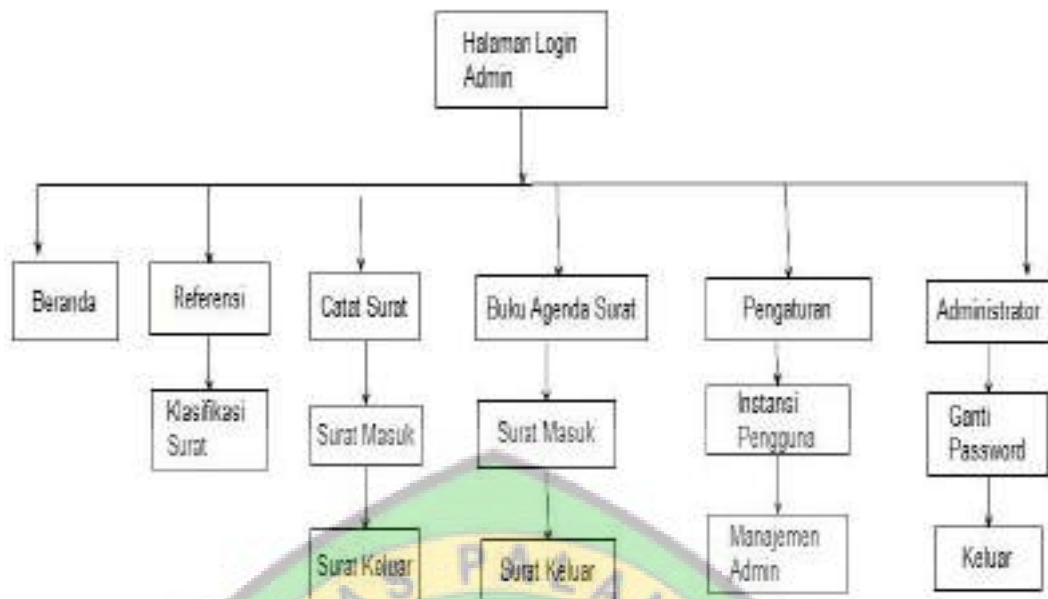 Halaman Login
Admin
Beranda
Referensi
Catat Surat
Buku Agenda Surat
Pengaturan
Administrator
Klasifikasi
Surat
Surat Masuk
Surat Masuk
Instansi
Pengguna
Ganti
Password
Surat Keluar
Surat Keluar
Manajemen
Admin
Keluar